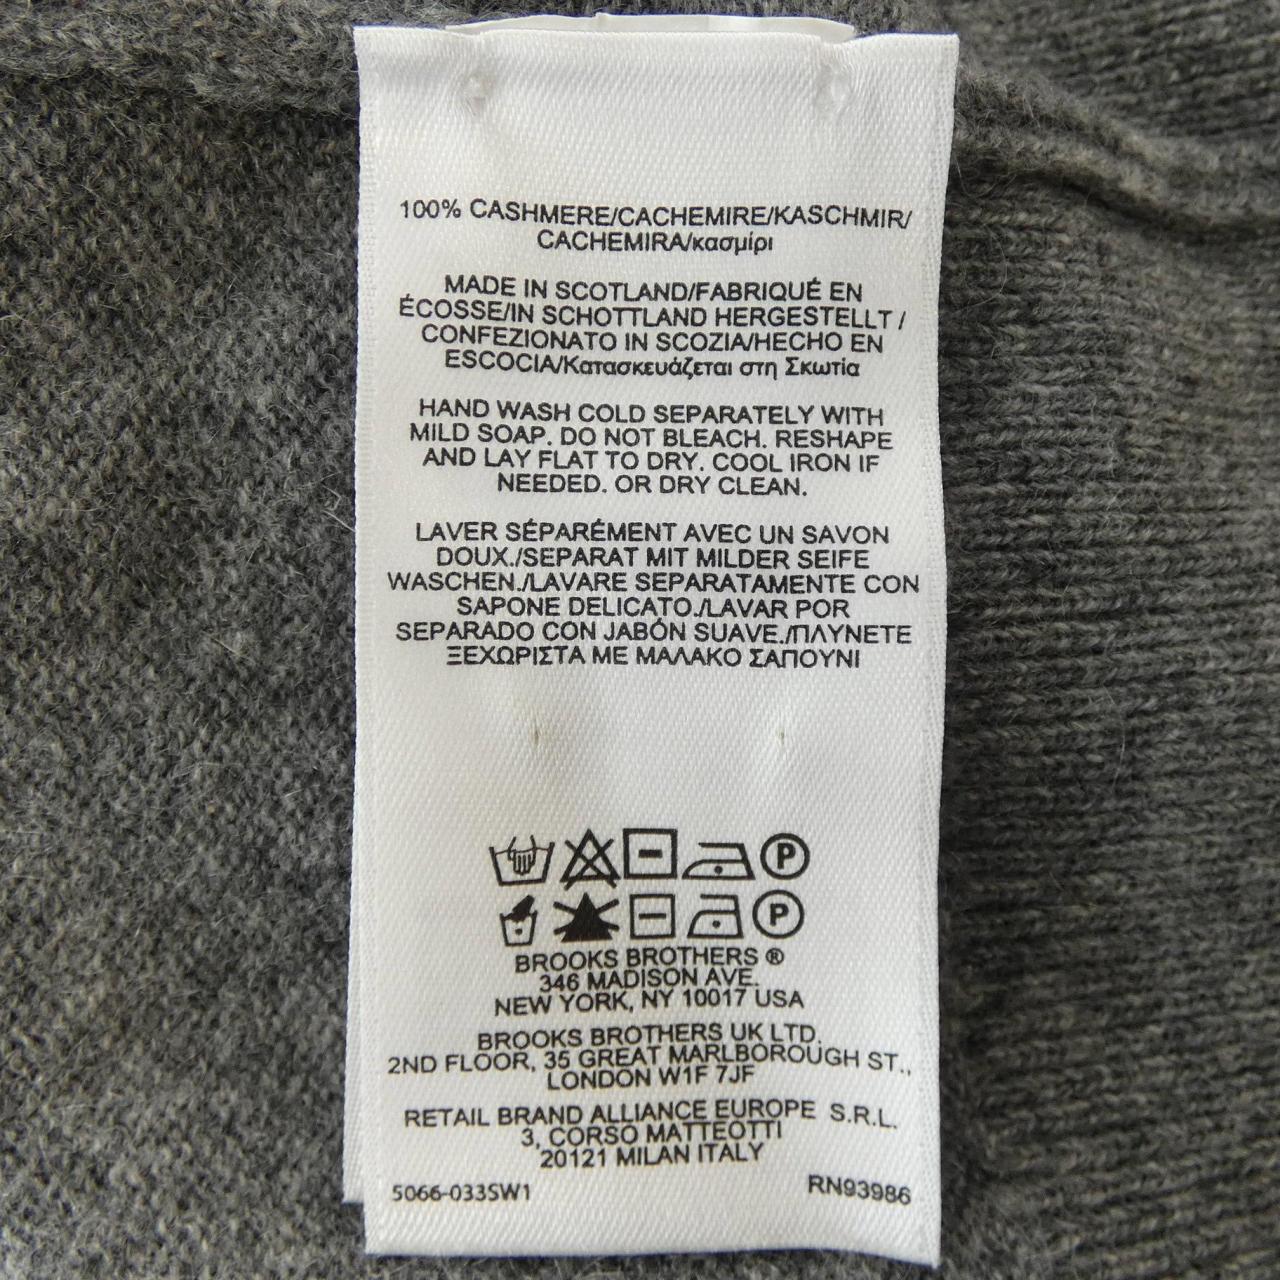 100% CASHMERE/CACHEMIRE/KASCHMIR/
CACHEMIRA/κασμίρι
MADE IN SCOTLAND/FABRIQUÉ EN
ÉCOSSE/IN SCHOTTLAND HERGESTELLT /
CONFEZIONATO IN SCOZIA/HECHO EN
ESCOCIA/Κατασκευάζεται στη Σκωτία
HAND WASH COLD SEPARATELY WITH
MILD SOAP. DO NOT BLEACH. RESHAPE
AND LAY FLAT TO DRY. COOL IRON IF
NEEDED. OR DRY CLEAN.
LAVER SÉPARÉMENT AVEC UN SAVON
DOUX./SEPARAT MIT MILDER SEIFE
WASCHEN./LAVARE SEPARATAMENTE CON
SAPONE DELICATO./LAVAR POR
SEPARADO CON JABÓN SUAVE./ΠΛΥΝΕΤΕ
ΞΕΧΩΡΙΣΤΑ ΜΕ ΜΑΛΑΚΟ ΣΑΠΟΥΝΙ
P
P
BROOKS BROTHERS ®
346 MADISON AVE.
NEW YORK, NY 10017 USA
BROOKS BROTHERS UK LTD.
2ND FLOOR, 35 GREAT MARLBOROUGH ST.,
LONDON W1F 7JF
RETAIL BRAND ALLIANCE EUROPE S.R.L.
3, CORSO MATTEOTTI
20121 MILAN ITALY
5066-033SW1 RN93986